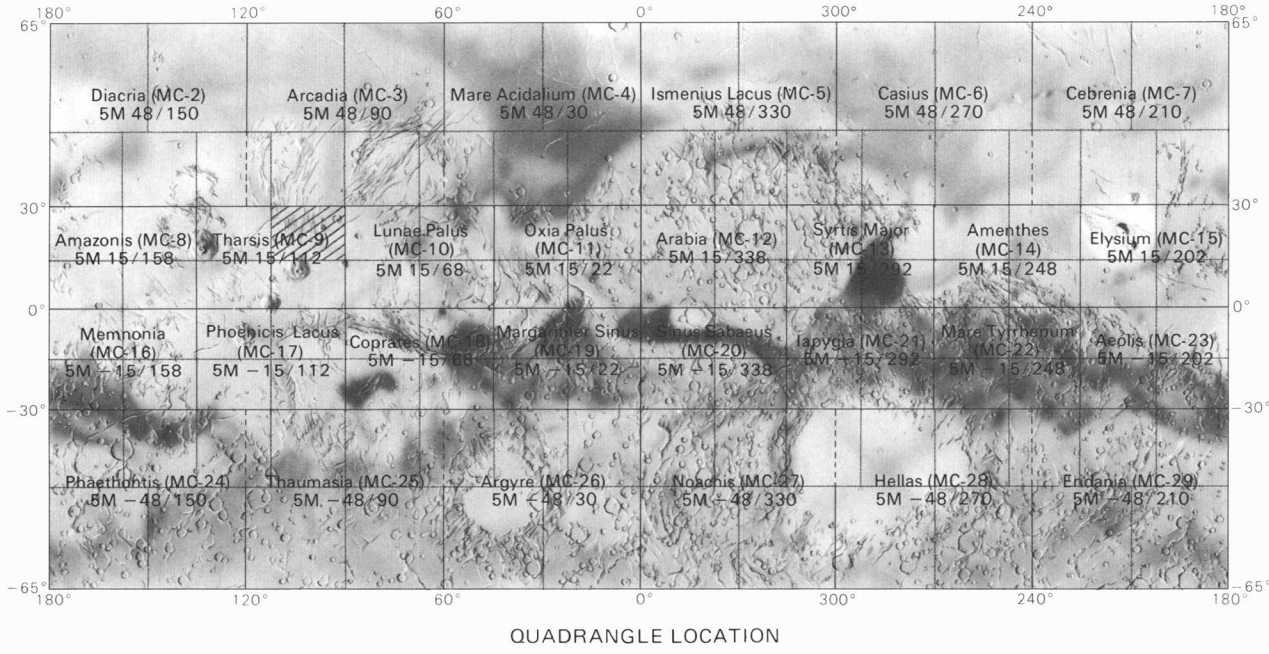 180° 120° 60° 0° 300° 240° 180°
65° 65°
Diacria (MC-2)
5M 48/150
Arcadia (MC-3)
5M 48/90
Mare Acidalium (MC-4)
5M 48/30
Ismenius Lacus (MC-5)
5M 48/330
Casius (MC-6)
5M 48/270
Cebrenia (MC-7)
5M 48/210
30° 30°
Amazonis (MC-8)
5M 15/158
Tharsis (MC-9)
5M 15/112
Lunae Palus
(MC-10)
5M 15/68
Oxia Palus
(MC-11)
5M 15/22
Arabia (MC-12)
5M 15/338
Syrtis Major
(MC-13)
5M 15/292
Amenthes
(MC-14)
5M 15/248
Elysium (MC-15)
5M 15/202
0° 0°
Memnonia
(MC-16)
5M −15/158
Phoenicis Lacus
(MC-17)
5M −15/112
Coprates (MC-18)
5M −15/68
Margaritifer Sinus
(MC-19)
5M −15/22
Sinus Sabaeus
(MC-20)
5M −15/338
Iapygia (MC-21)
5M −15/292
Mare Tyrrhenum
(MC-22)
5M −15/248
Aeolis (MC-23)
5M −15/202
−30° −30°
Phaethontis (MC-24)
5M −48/150
Thaumasia (MC-25)
5M −48/90
Argyre (MC-26)
5M −48/30
Noachis (MC-27)
5M −48/330
Hellas (MC-28)
5M −48/270
Eridania (MC-29)
5M −48/210
−65° −65°
180° 120° 60° 0° 300° 240° 180°
QUADRANGLE LOCATION